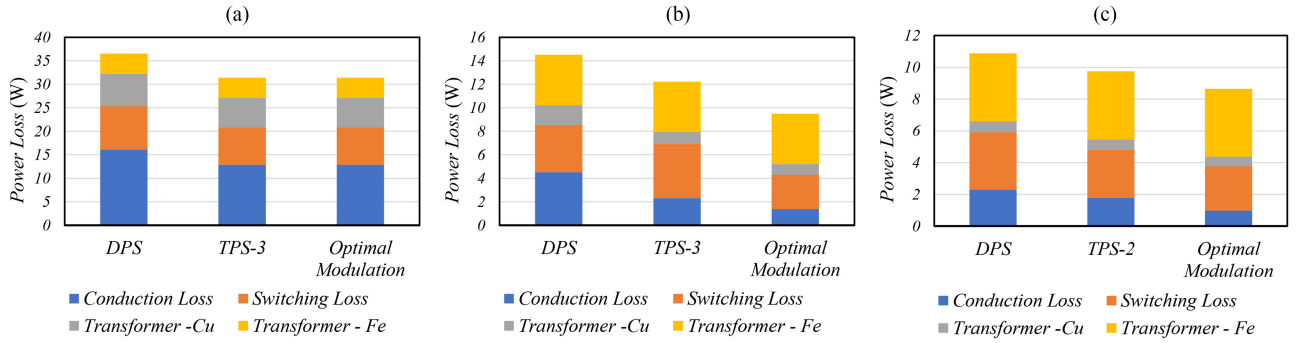 (a)
40
35
30
25
20
15
10
5
0
Power Loss (W)
DPS
TPS-3
Optimal
Modulation
Conduction Loss
Switching Loss
Transformer -Cu
Transformer - Fe
(b)
16
14
12
10
8
6
4
2
0
Power Loss (W)
DPS
TPS-3
Optimal
Modulation
Conduction Loss
Switching Loss
Transformer -Cu
Transformer - Fe
(c)
12
10
8
6
4
2
0
Power Loss (W)
DPS
TPS-2
Optimal
Modulation
Conduction Loss
Switching Loss
Transformer -Cu
Transformer - Fe